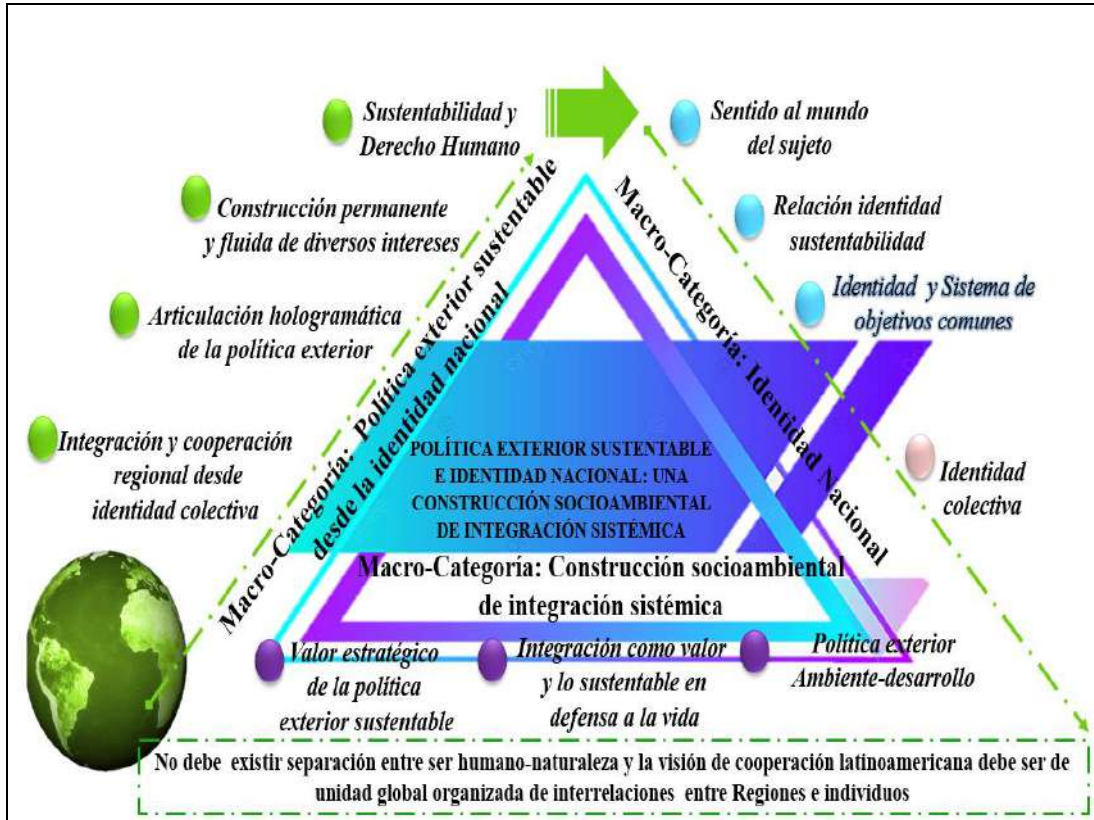 Sustentabilidad y
Derecho Humano
Construcción permanente
y fluida de diversos intereses
Articulación hologramática
de la política exterior
Integración y cooperación
regional desde
identidad colectiva
Macro-Categoría: Política exterior sustentable
desde la identidad nacional
Sentido al mundo
del sujeto
Relación identidad
sustentabilidad
Identidad y Sistema de
objetivos comunes
Identidad
colectiva
Macro-Categoría: Identidad Nacional
POLÍTICA EXTERIOR SUSTENTABLE
E IDENTIDAD NACIONAL: UNA
CONSTRUCCIÓN SOCIOAMBIENTAL
DE INTEGRACIÓN SISTÉMICA
Macro-Categoría: Construcción socioambiental
de integración sistémica
Valor estratégico
de la política
exterior sustentable
Integración como valor
y lo sustentable en
defensa a la vida
Política exterior
Ambiente-desarrollo
No debe existir separación entre ser humano-naturaleza y la visión de cooperación latinoamericana debe ser de
unidad global organizada de interrelaciones entre Regiones e individuos